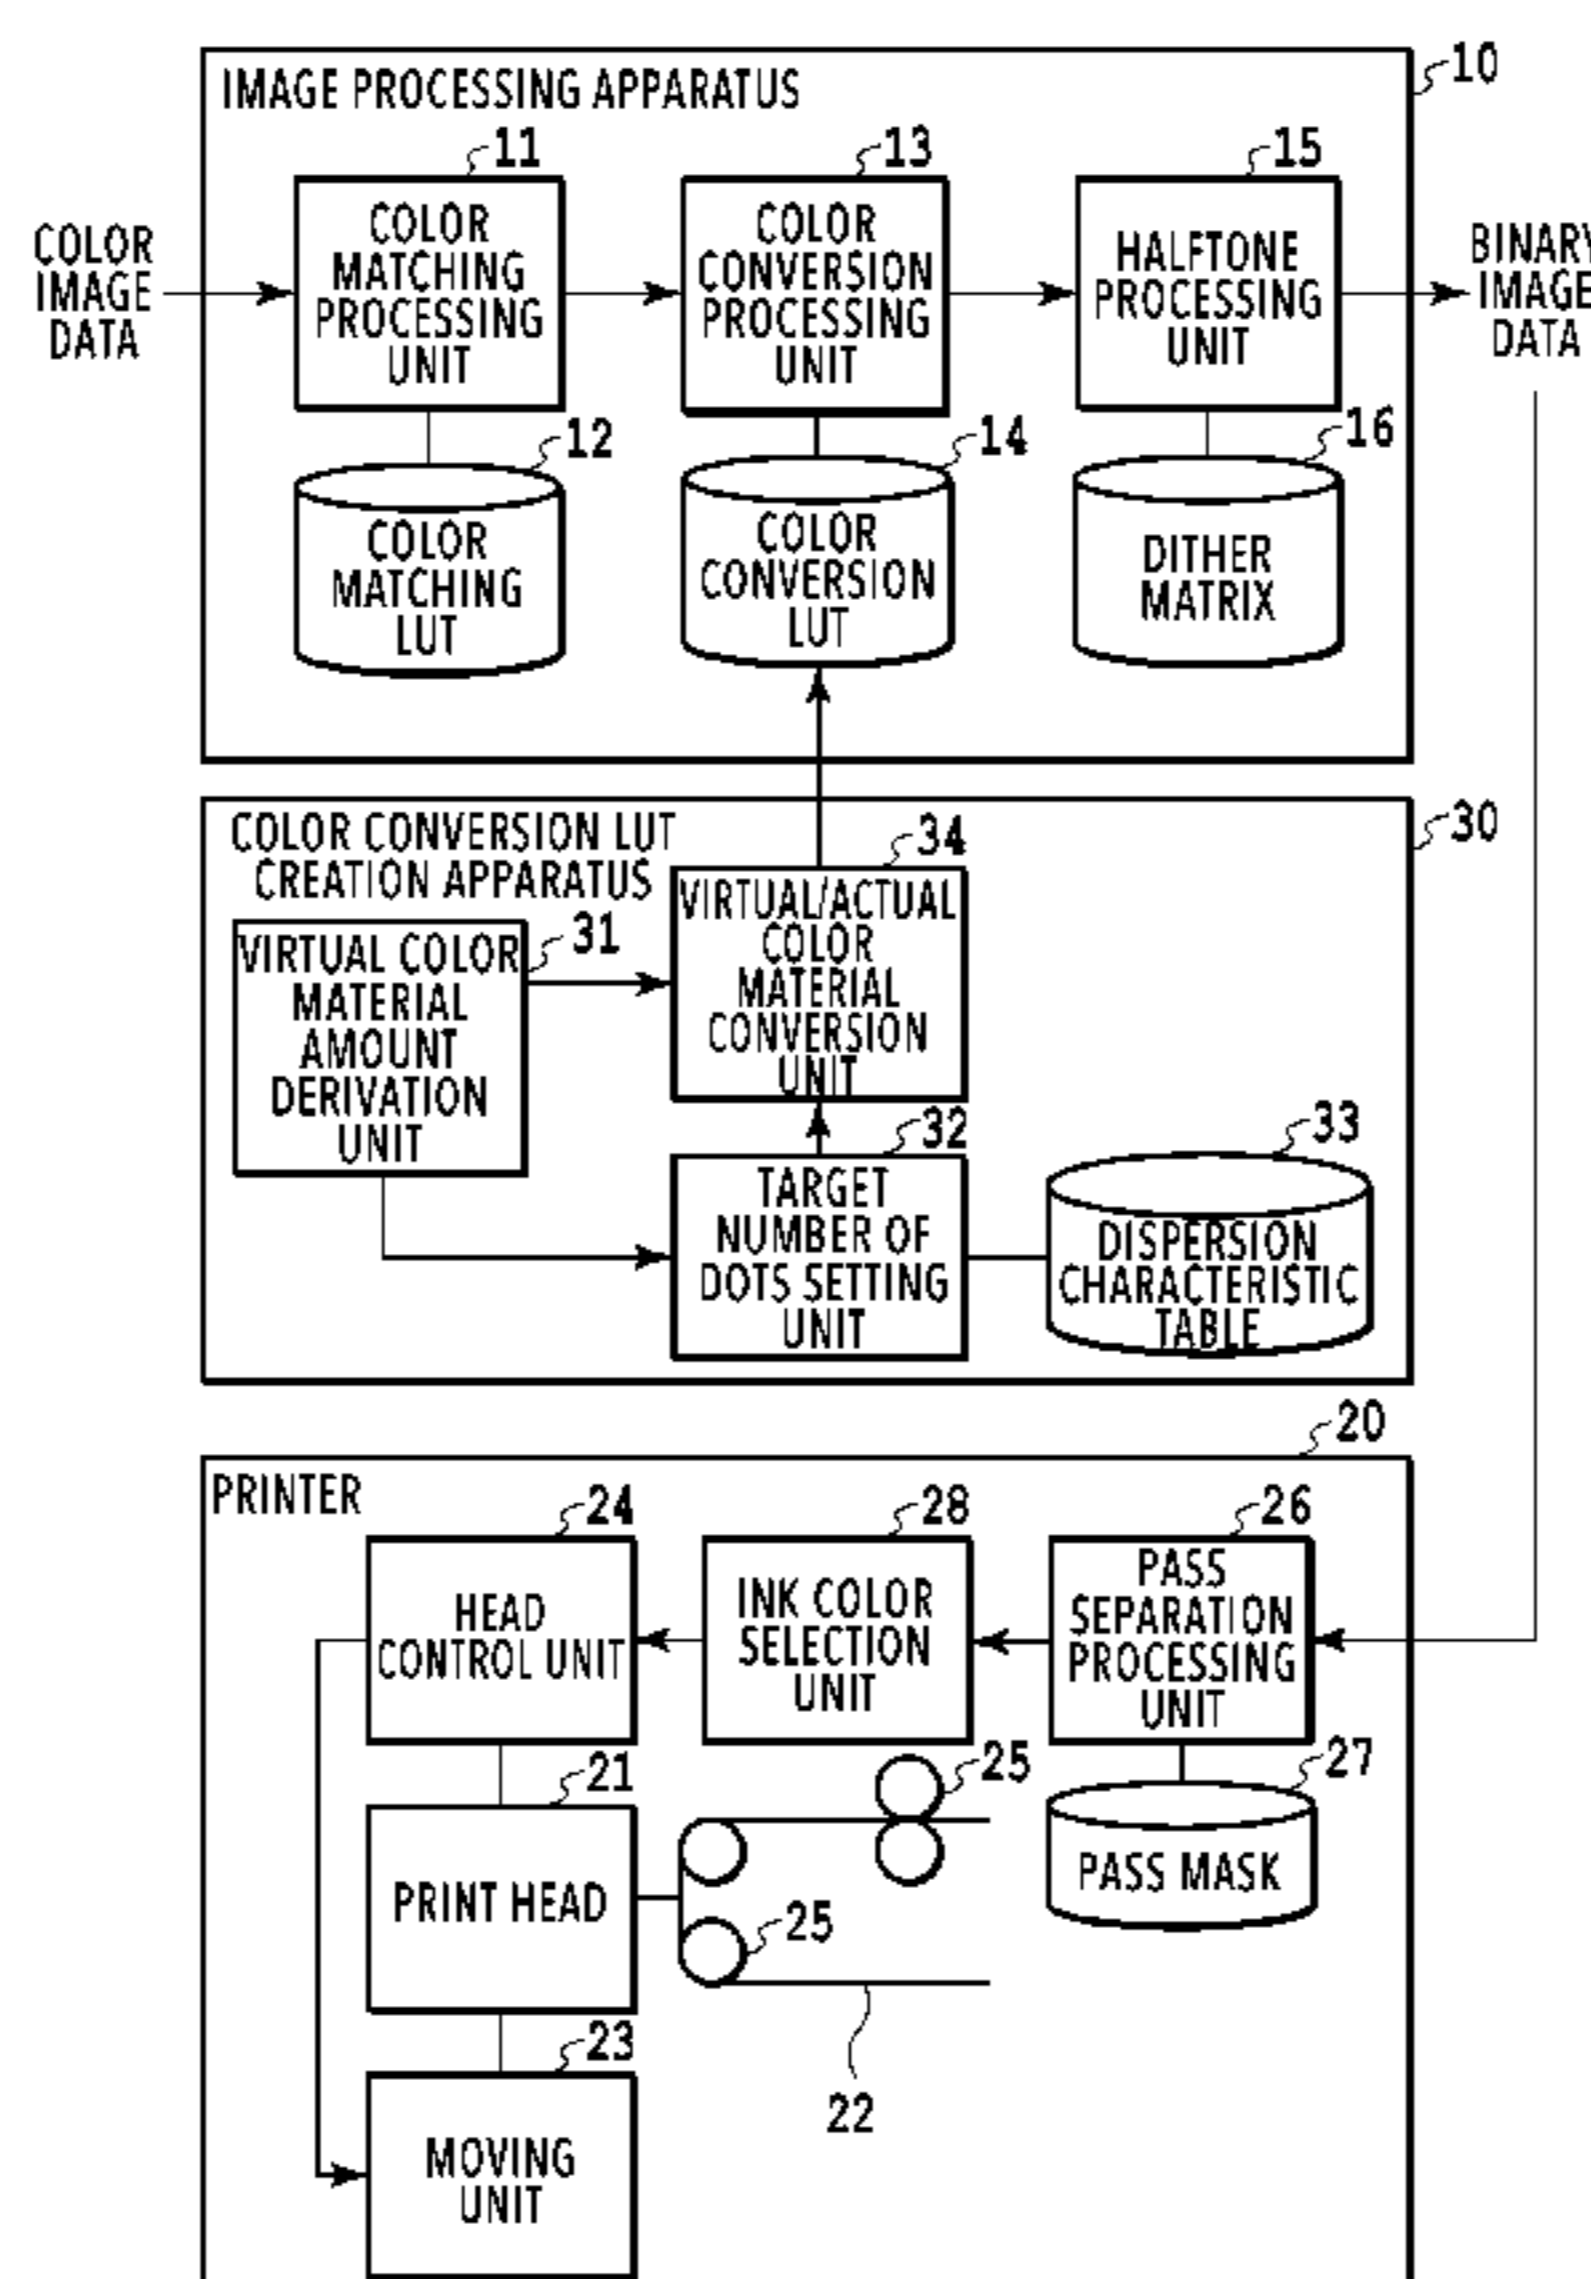 IMAGE PROCESSING APPARATUS
10
11
13
15
COLOR
IMAGE
DATA
COLOR
MATCHING
PROCESSING
UNIT
COLOR
CONVERSION
PROCESSING
UNIT
HALFTONE
PROCESSING
UNIT
BINARY
IMAGE
DATA
12
14
16
COLOR
MATCHING
LUT
COLOR
CONVERSION
LUT
DITHER
MATRIX
COLOR CONVERSION LUT
CREATION APPARATUS
30
34
31
VIRTUAL COLOR
MATERIAL
AMOUNT
DERIVATION
UNIT
VIRTUAL/ACTUAL
COLOR
MATERIAL
CONVERSION
UNIT
32
33
TARGET
NUMBER OF
DOTS SETTING
UNIT
DISPERSION
CHARACTERISTIC
TABLE
20
PRINTER
24
28
26
HEAD
CONTROL UNIT
INK COLOR
SELECTION
UNIT
PASS
SEPARATION
PROCESSING
UNIT
21
25
27
PRINT HEAD
25
PASS MASK
23
22
MOVING
UNIT